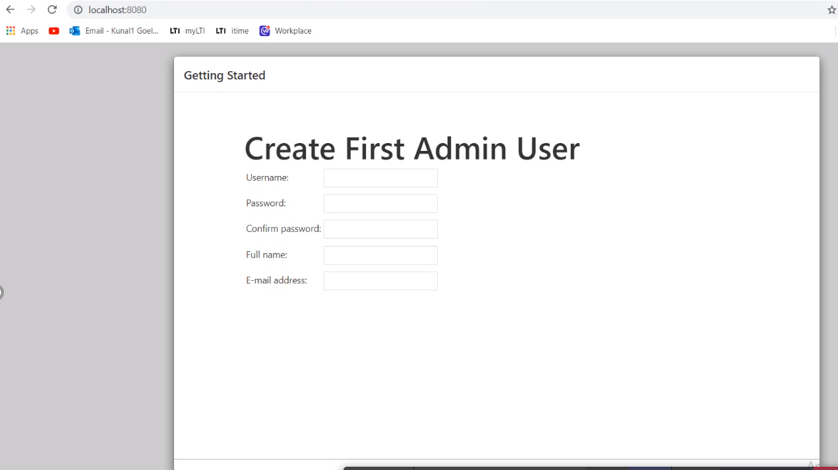 localhost:8080
Apps Email - Kunal1 Goel... LTI myLTI LTI itime Workplace
Getting Started
Create First Admin User
Username:
Password:
Confirm password:
Full name:
E-mail address: